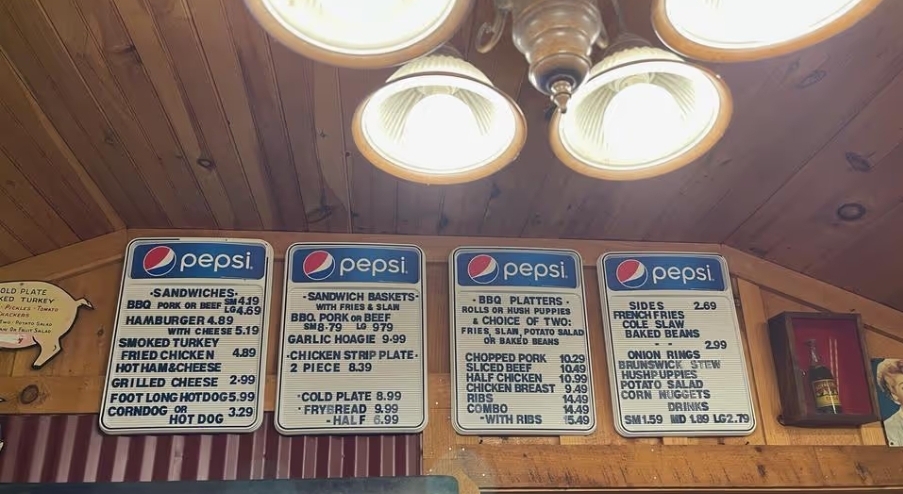 OLD PLATE
KED TURKEY
PICKLES - TOMATO
CRACKERS
TWO - POTATO SALAD
pepsi
·SANDWICHES·
BBQ PORK OR BEEF SM 4.19
LG 4.69
HAMBURGER 4.89
WITH CHEESE 5.19
SMOKED TURKEY
FRIED CHICKEN 4.89
HOT HAM&CHEESE
GRILLED CHEESE 2.99
FOOT LONG HOTDOG 5.99
CORNDOG OR 3.29
HOT DOG
pepsi
·SANDWICH BASKETS·
WITH FRIES & SLAW
BBQ. PORK OR BEEF
SM 8.79 LG 979
GARLIC HOAGIE 9.99
·CHICKEN STRIP PLATE·
2 PIECE 8.39
·COLD PLATE 8.99
·FRYBREAD 9.99
-HALF 6.99
pepsi
·BBQ PLATTERS·
ROLLS OR HUSH PUPPIES
& CHOICE OF TWO:
FRIES, SLAW, POTATO SALAD
OR BAKED BEANS
CHOPPED PORK 10.29
SLICED BEEF 10.49
HALF CHICKEN 10.99
CHICKEN BREAST 9.49
RIBS 14.49
COMBO 14.49
-WITH RIBS 15.49
pepsi
SIDES 2.69
FRENCH FRIES
COLE SLAW
BAKED BEANS
- - 2.99
ONION RINGS
BRUNSWICK STEW
HUSHPUPPIES
POTATO SALAD
CORN NUGGETS
DRINKS
SM 1.59 MD 1.89 LG 2.79